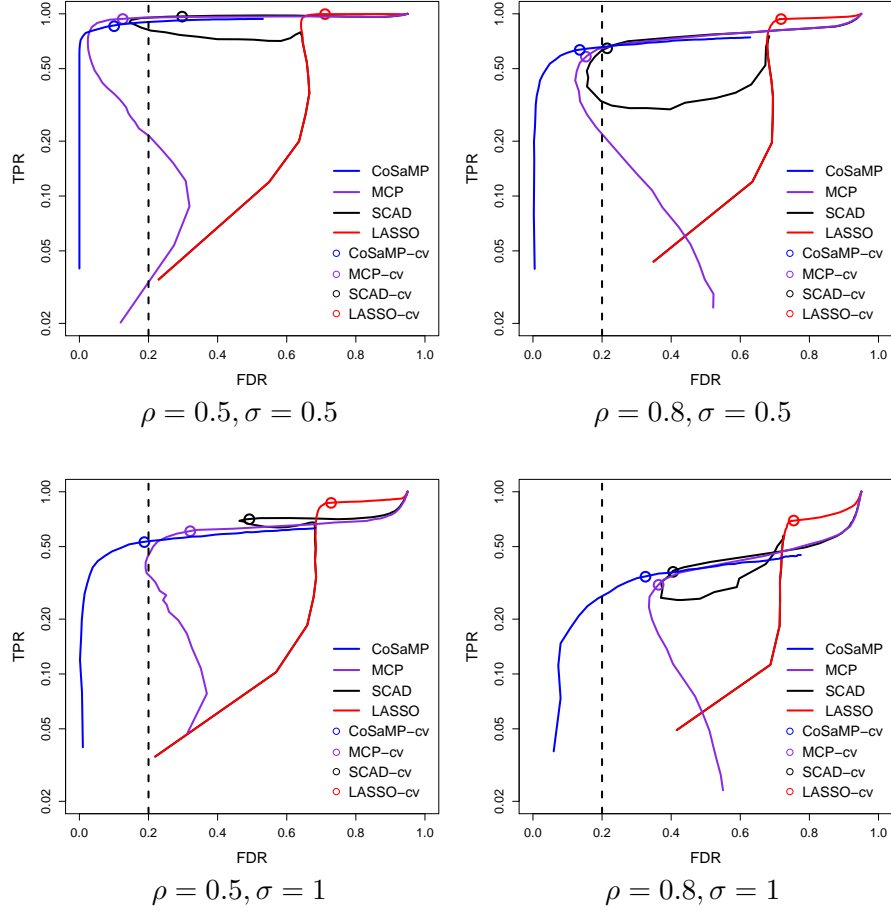 1.00
0.50
0.20
0.10
0.05
0.02
TPR
0.0 0.2 0.4 0.6 0.8 1.0
FDR
CoSaMP
MCP
SCAD
LASSO
CoSaMP−cv
MCP−cv
SCAD−cv
LASSO−cv
ρ = 0.5, σ = 0.5
1.00
0.50
0.20
0.10
0.05
0.02
TPR
0.0 0.2 0.4 0.6 0.8 1.0
FDR
CoSaMP
MCP
SCAD
LASSO
CoSaMP−cv
MCP−cv
SCAD−cv
LASSO−cv
ρ = 0.8, σ = 0.5
1.00
0.50
0.20
0.10
0.05
0.02
TPR
0.0 0.2 0.4 0.6 0.8 1.0
FDR
CoSaMP
MCP
SCAD
LASSO
CoSaMP−cv
MCP−cv
SCAD−cv
LASSO−cv
ρ = 0.5, σ = 1
1.00
0.50
0.20
0.10
0.05
0.02
TPR
0.0 0.2 0.4 0.6 0.8 1.0
FDR
CoSaMP
MCP
SCAD
LASSO
CoSaMP−cv
MCP−cv
SCAD−cv
LASSO−cv
ρ = 0.8, σ = 1